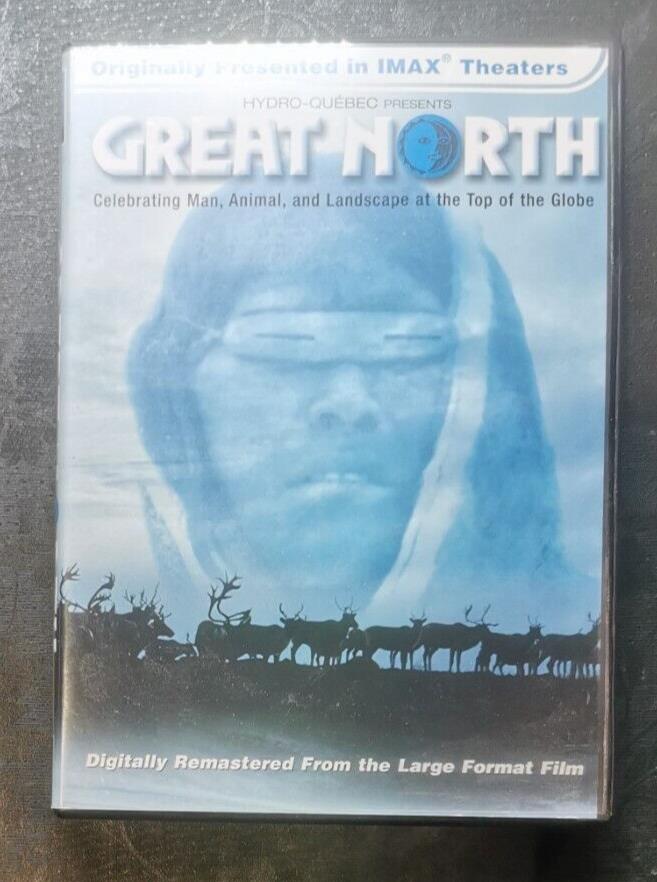 Originally Presented in IMAX® Theaters
HYDRO-QUÉBEC PRESENTS
GREAT NORTH
Celebrating Man, Animal, and Landscape at the Top of the Globe
Digitally Remastered From the Large Format Film